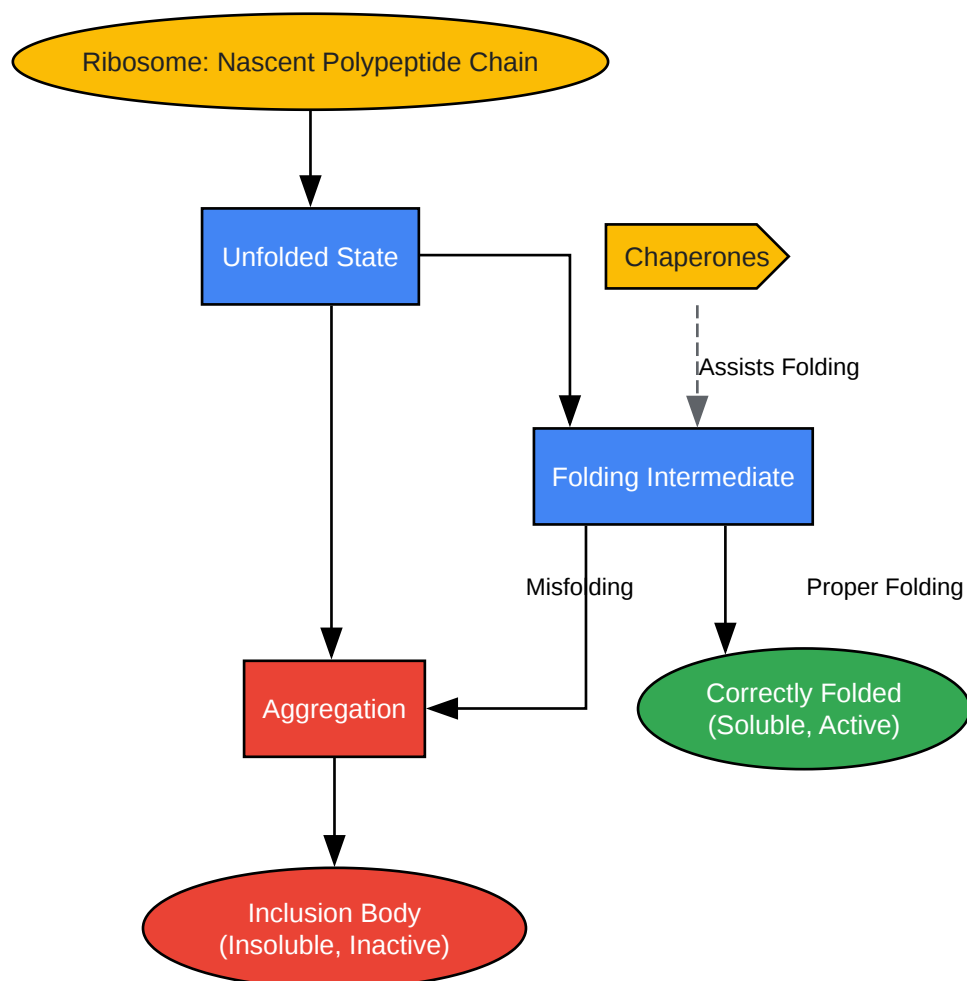 Ribosome: Nascent Polypeptide Chain
Unfolded State
Chaperones
Assists Folding
Folding Intermediate
Misfolding
Proper Folding
Aggregation
Correctly Folded
(Soluble, Active)
Inclusion Body
(Insoluble, Inactive)